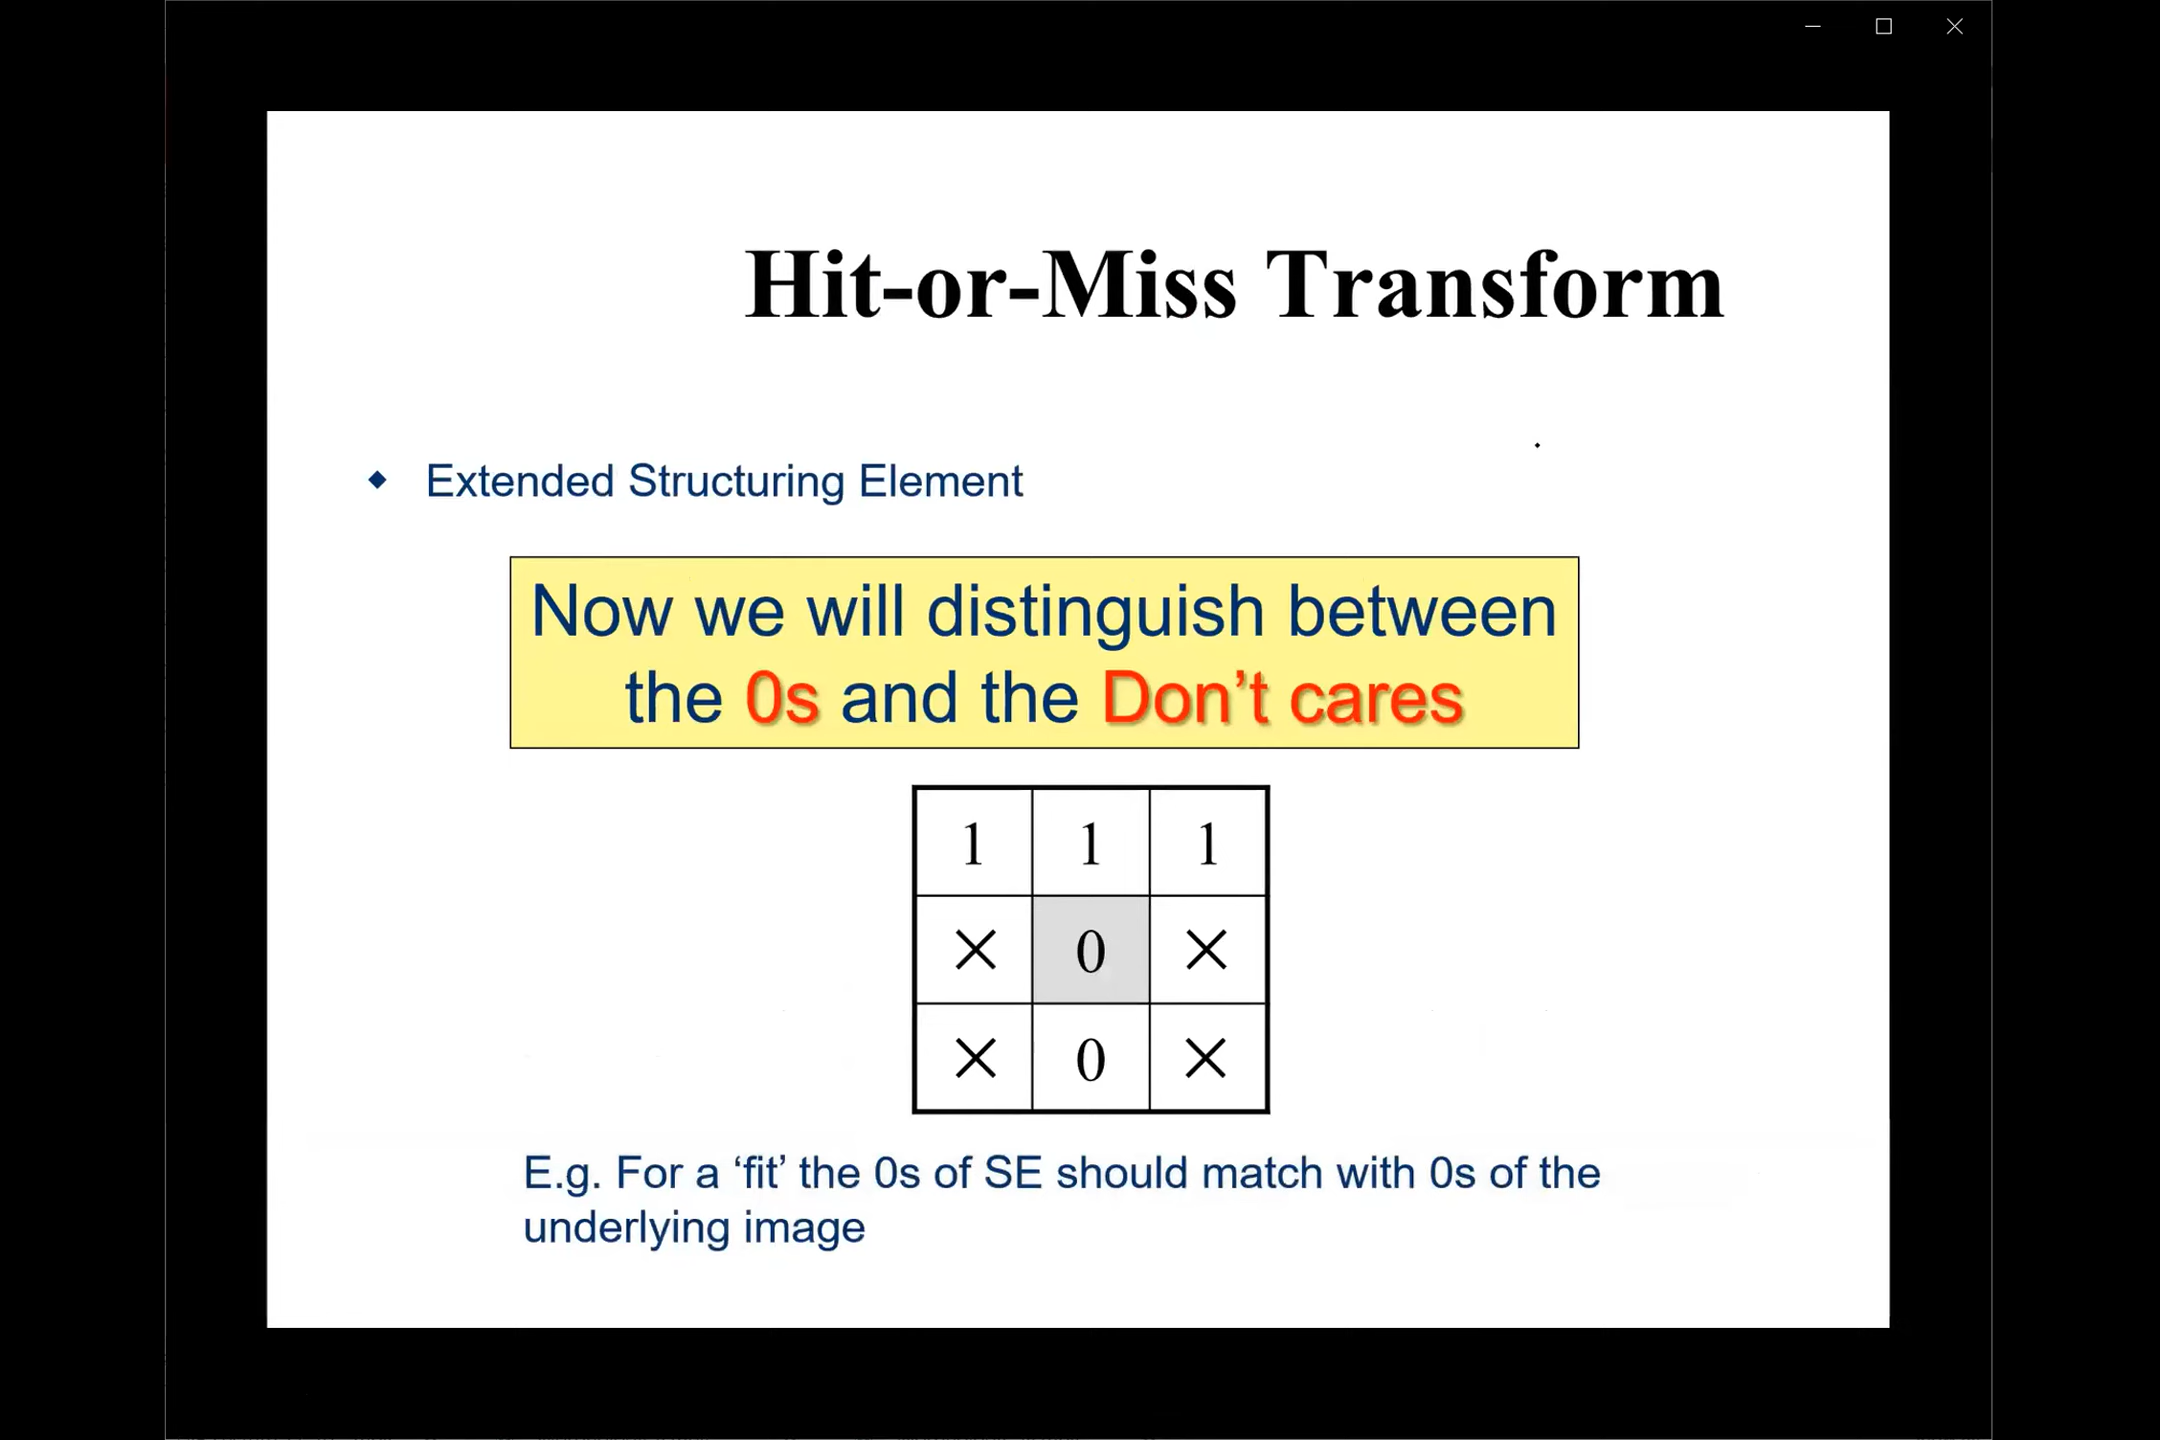 Hit-or-Miss Transform
Extended Structuring Element
Now we will distinguish between
the 0s and the Don’t cares
1 1 1
× 0 ×
× 0 ×
E.g. For a ‘fit’ the 0s of SE should match with 0s of the
underlying image